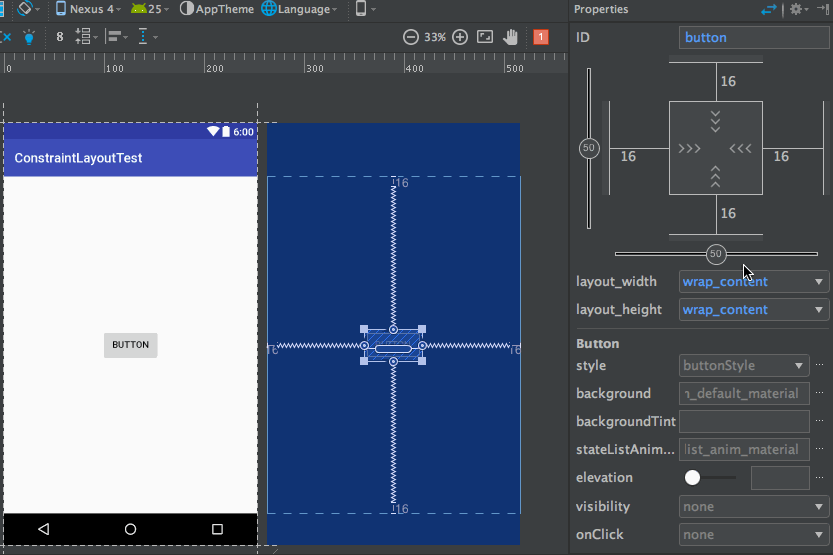 Nexus 4 25 AppTheme Language
Properties
8 33% 1
0 100 200 300 400 500
ID button
16
50
16 16
16
50
6:00
ConstraintLayoutTest
BUTTON
16
16 16
16
layout_width wrap_content
layout_height wrap_content
Button
style buttonStyle
background n_default_material
backgroundTint
stateListAnim... list_anim_material
elevation
visibility none
onClick none